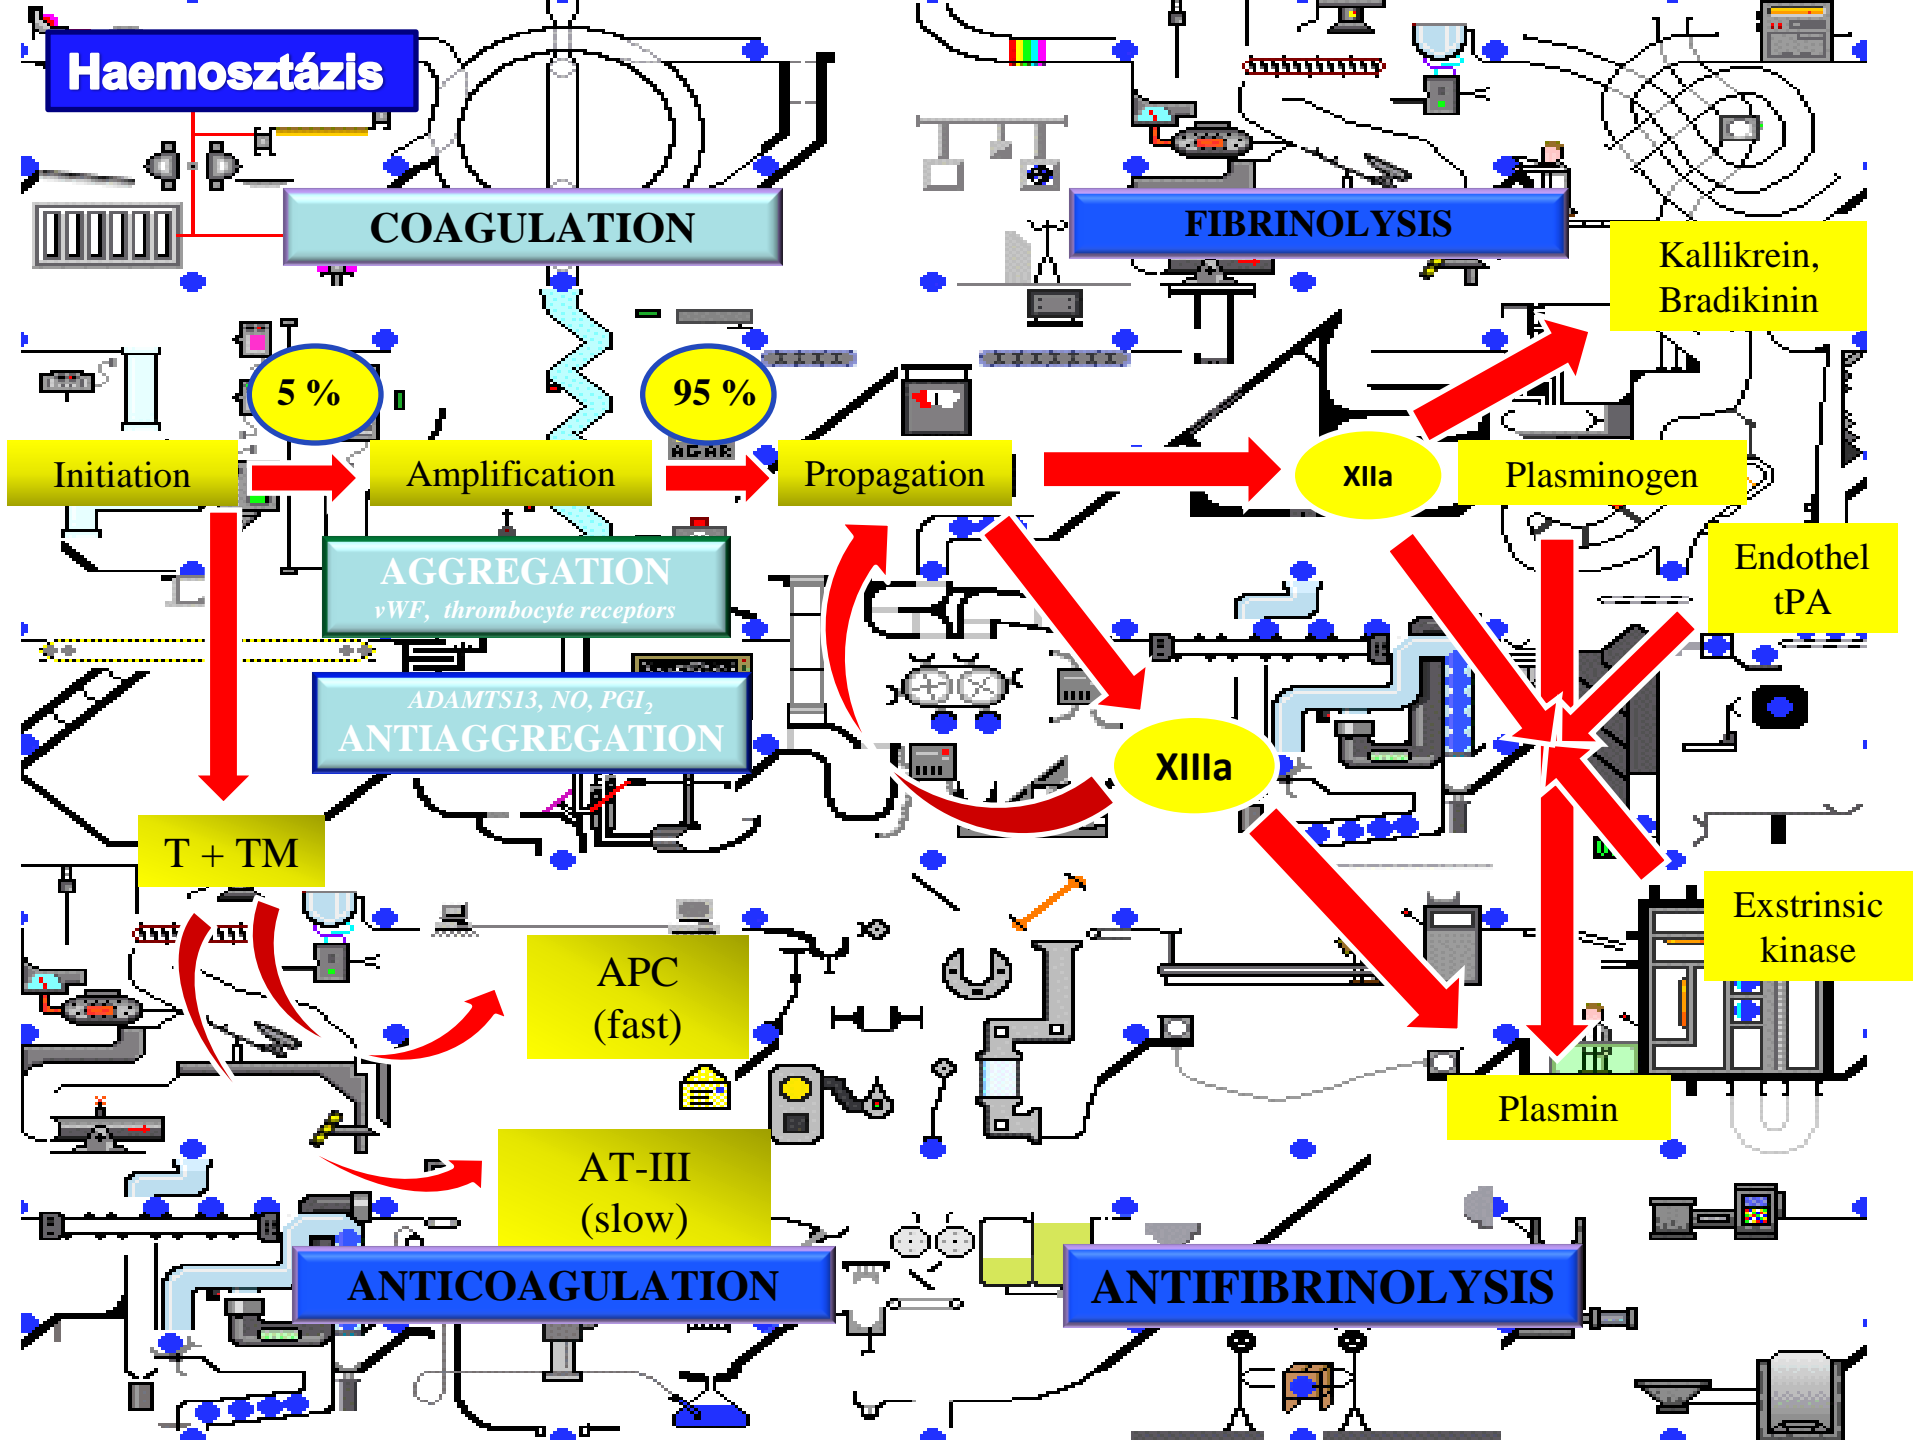 Haemosztázis
COAGULATION
FIBRINOLYSIS
Kallikrein,
Bradikinin
5 %
95 %
AGAR
Initiation
Amplification
Propagation
XIIa
Plasminogen
AGGREGATION
vWF, thrombocyte receptors
Endothel
tPA
ADAMTS13, NO, PGI₂
ANTIAGGREGATION
XIIIa
T + TM
Exstrinsic
kinase
APC
(fast)
Plasmin
AT-III
(slow)
ANTICOAGULATION
ANTIFIBRINOLYSIS